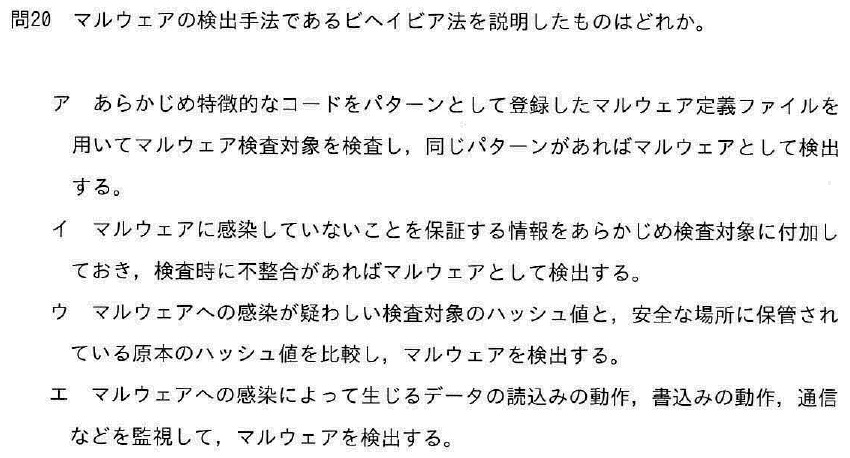 問20　マルウェアの検出手法であるビヘイビア法を説明したものはどれか。
ア　あらかじめ特徴的なコードをパターンとして登録したマルウェア定義ファイルを
用いてマルウェア検査対象を検査し，同じパターンがあればマルウェアとして検出
する。
イ　マルウェアに感染していないことを保証する情報をあらかじめ検査対象に付加し
ておき，検査時に不整合があればマルウェアとして検出する。
ウ　マルウェアへの感染が疑わしい検査対象のハッシュ値と，安全な場所に保管され
ている原本のハッシュ値を比較し，マルウェアを検出する。
エ　マルウェアへの感染によって生じるデータの読込みの動作，書込みの動作，通信
などを監視して，マルウェアを検出する。